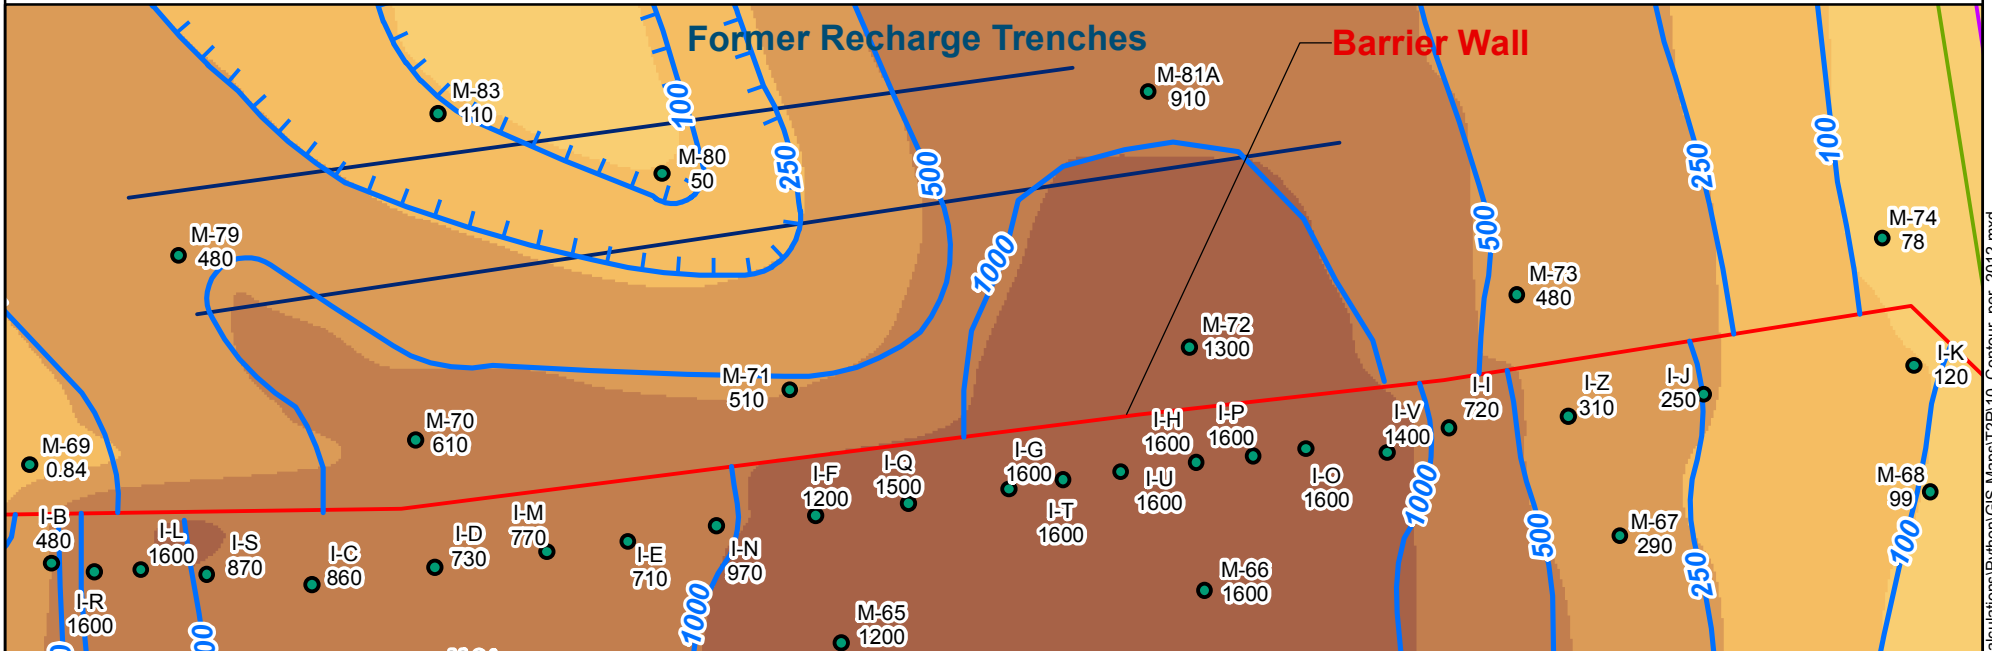 Former Recharge Trenches
Barrier Wall
M-83
110
100
M-81A
910
M-80
50
250
500
250
100
M-79
480
1000
500
M-74
78
M-73
480
M-72
1300
M-71
510
I-K
120
I-I
720
I-Z
310
I-J
250
M-70
610
I-H
1600
I-P
1600
I-V
1400
M-69
0.84
I-G
1600
I-F
1200
I-Q
1500
I-U
1600
I-O
1600
M-68
99
I-B
480
I-L
1600
I-S
870
I-C
860
I-D
730
I-M
770
I-E
710
I-N
970
I-T
1600
1000
500
M-67
290
100
250
I-R
1600
1000
M-66
1600
M-65
1200